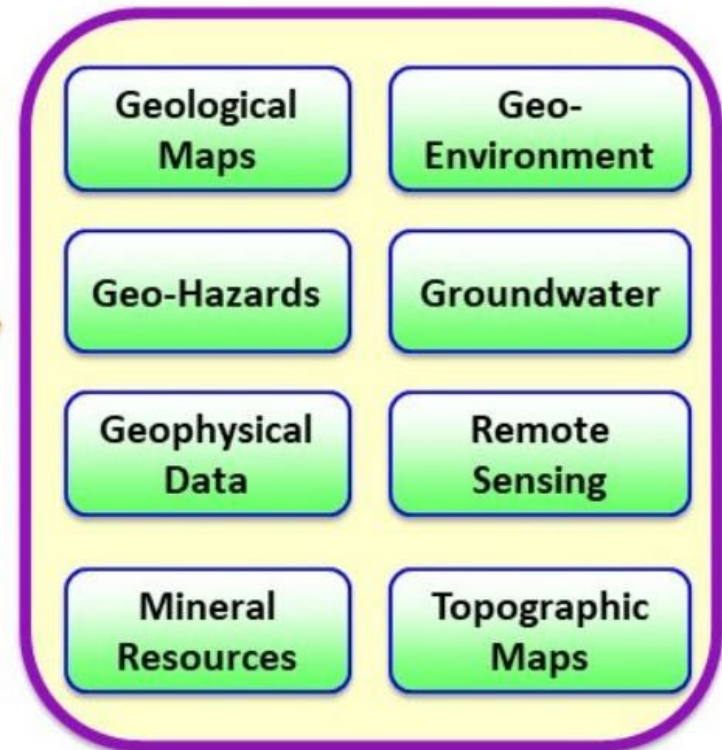 Geological
Maps
Geo-
Environment
Geo-Hazards
Groundwater
Geophysical
Data
Remote
Sensing
Mineral
Resources
Topographic
Maps